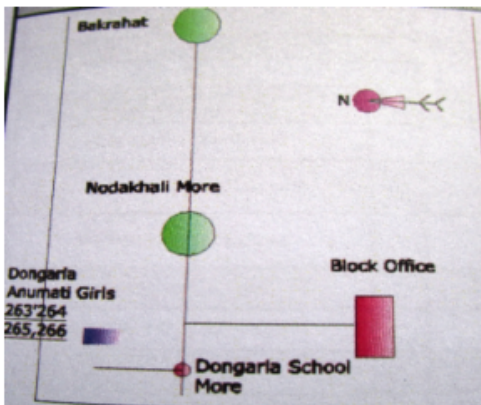 Bakrahat
N
Nodakhali More
Block Office
Dongaria
Anumati Girls
263'264
265,266
Dongaria School
More